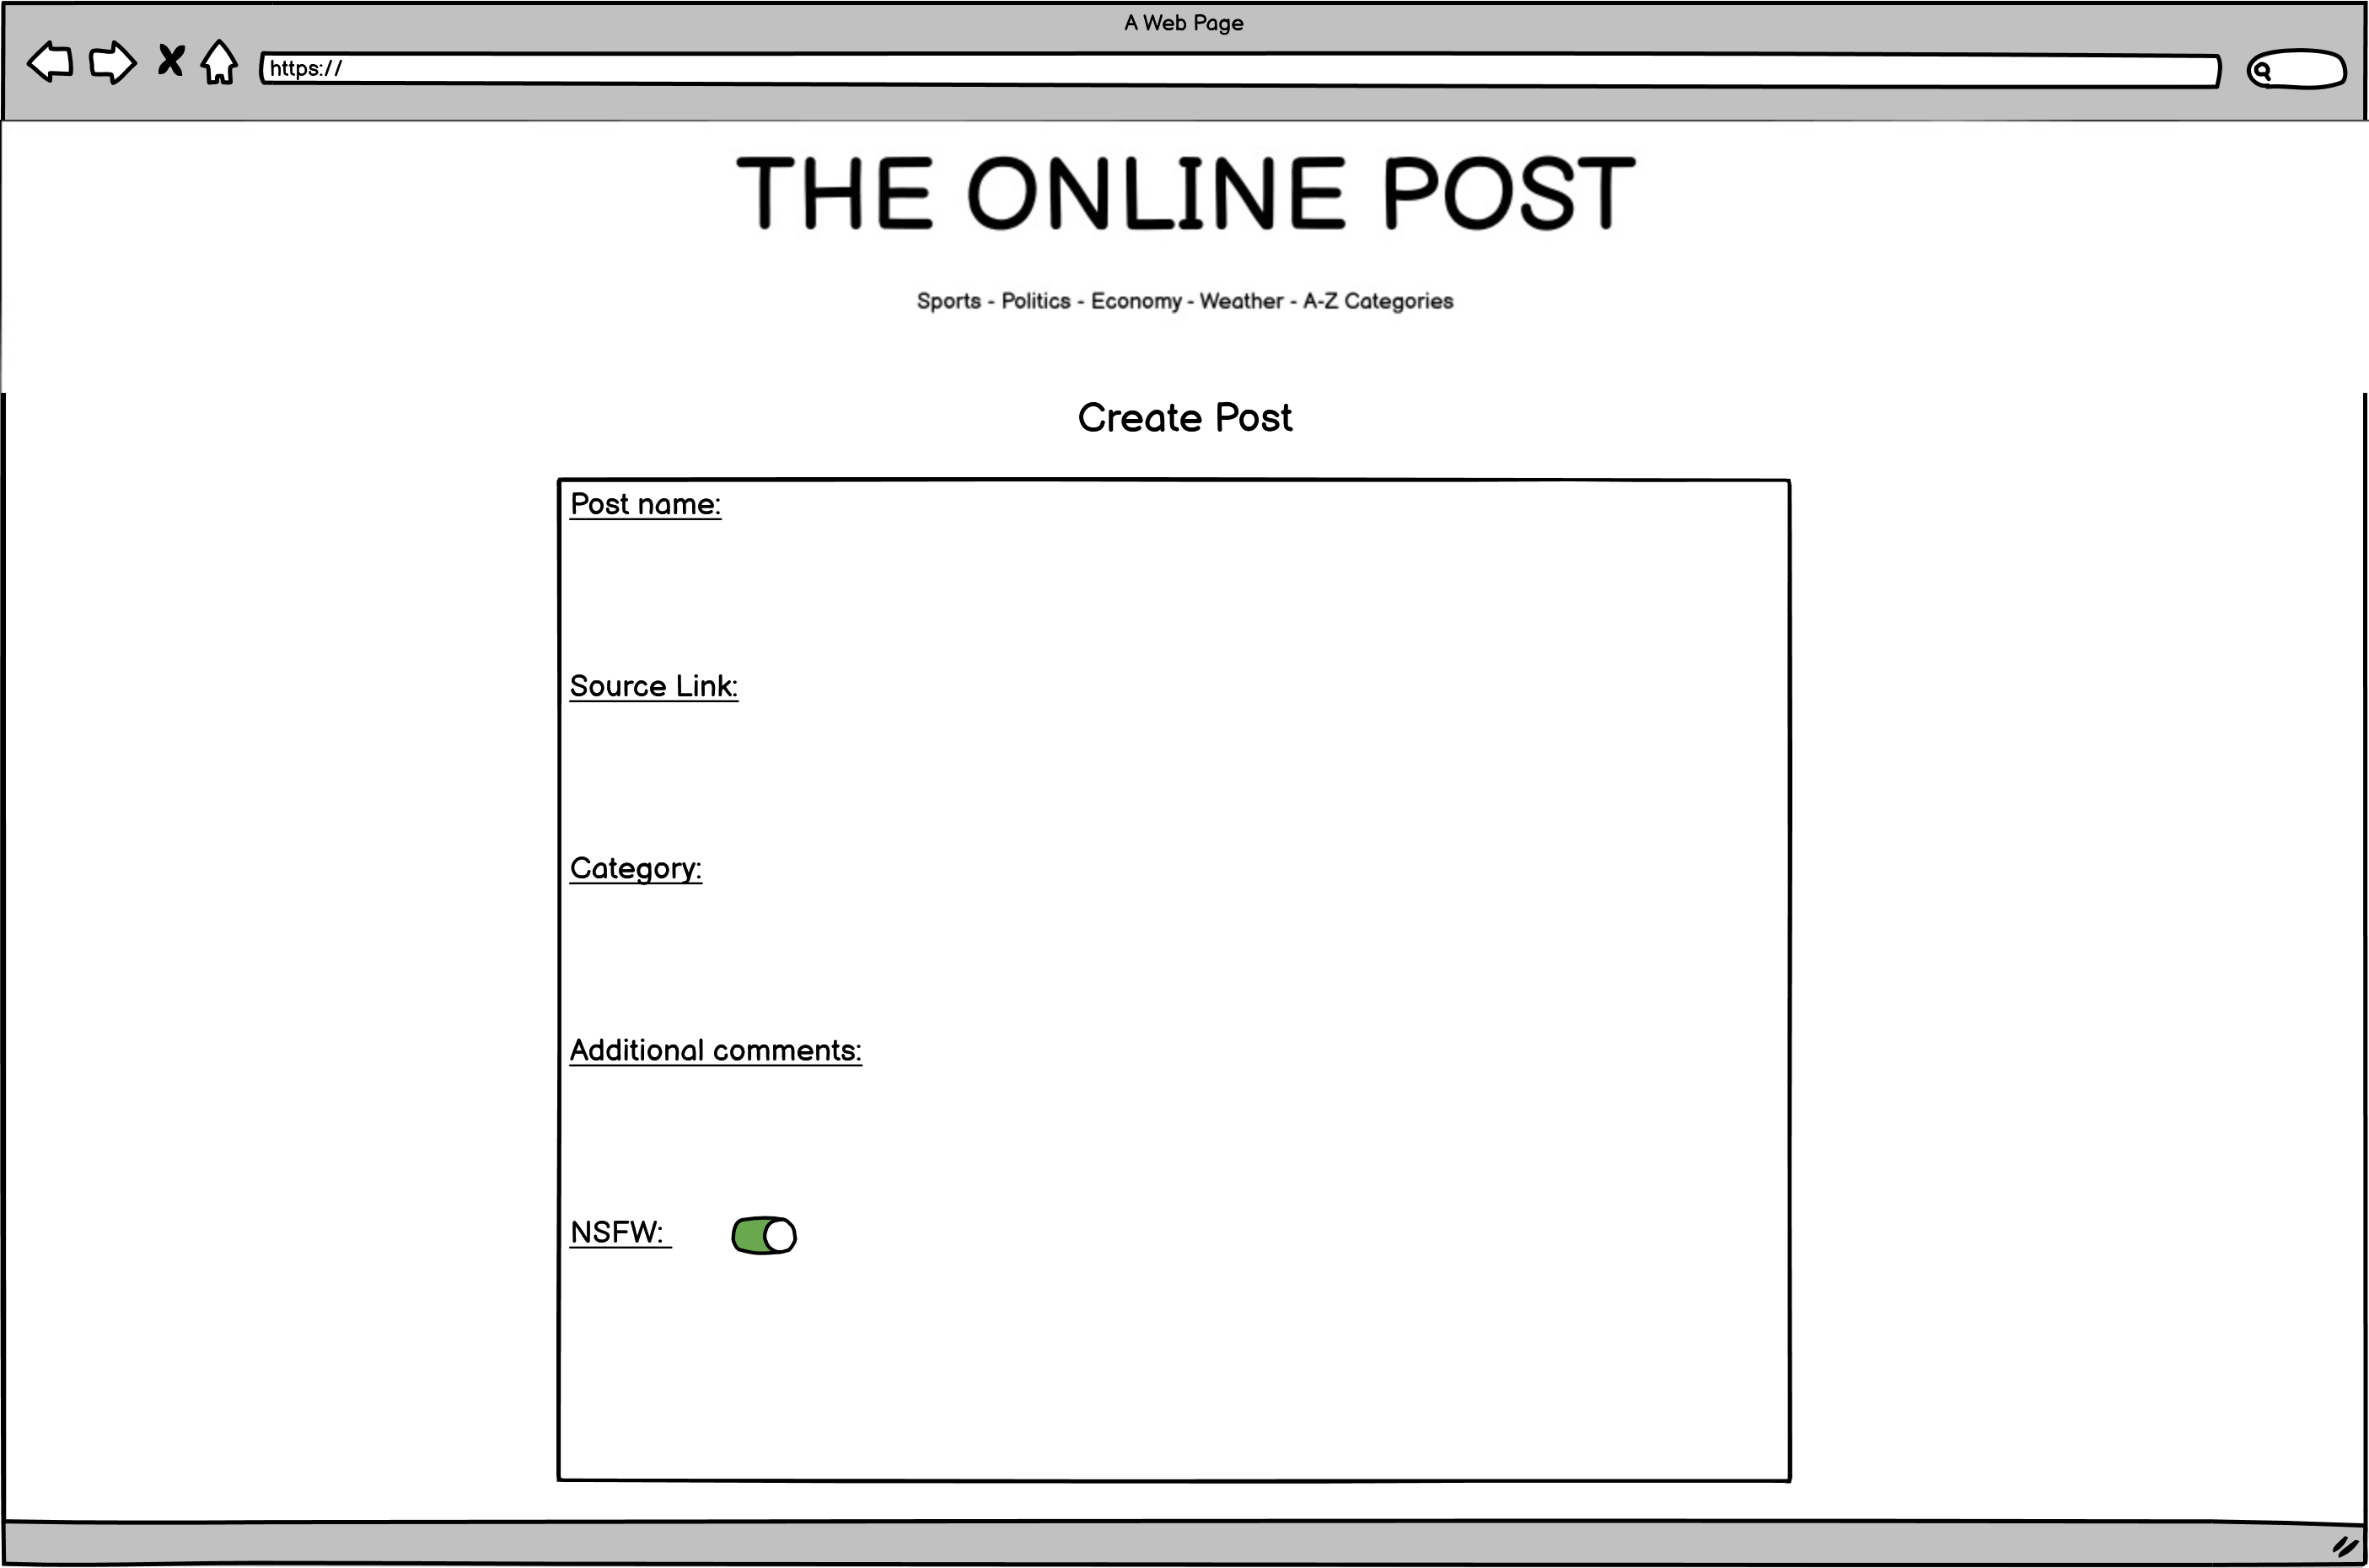 A Web Page
https://
THE ONLINE POST
Sports - Politics - Economy - Weather - A-Z Categories
Create Post
Post name:
Source Link:
Category:
Additional comments:
NSFW: